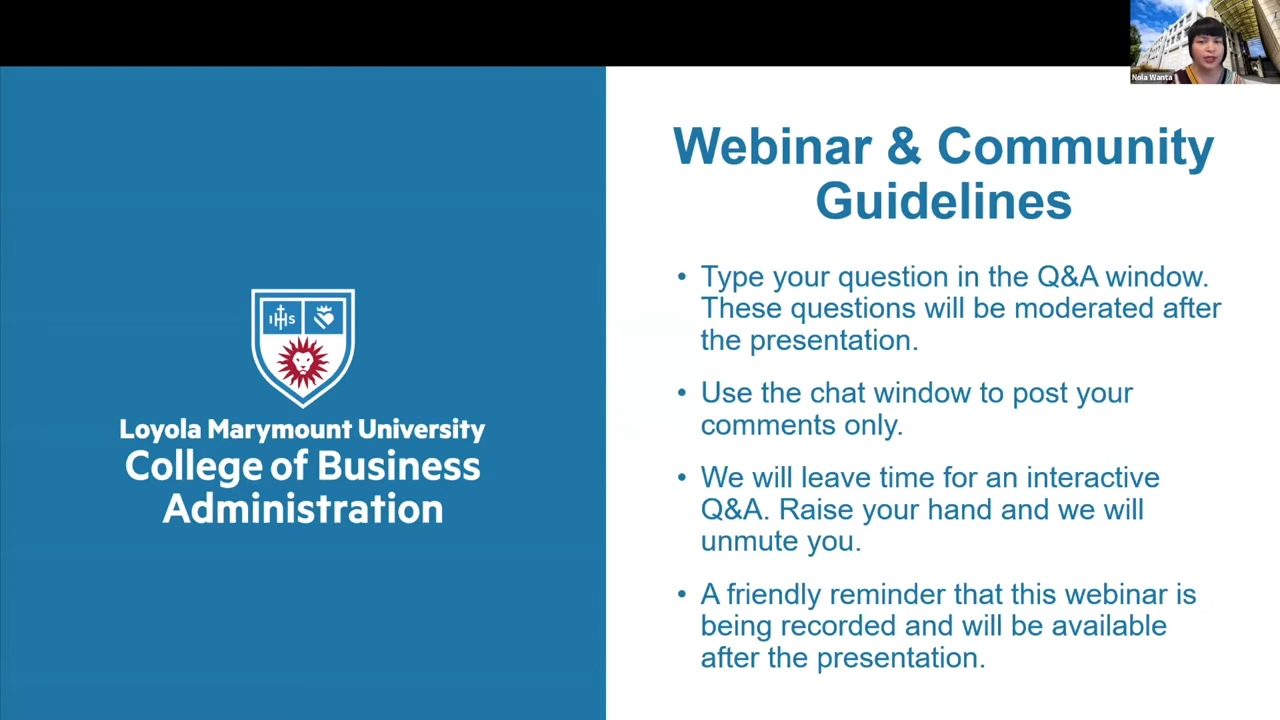 Nola Wanta
Webinar & Community
Guidelines
• Type your question in the Q&A window.
These questions will be moderated after
the presentation.
• Use the chat window to post your
comments only.
• We will leave time for an interactive
Q&A. Raise your hand and we will
unmute you.
• A friendly reminder that this webinar is
being recorded and will be available
after the presentation.
IHS
Loyola Marymount University
College of Business
Administration